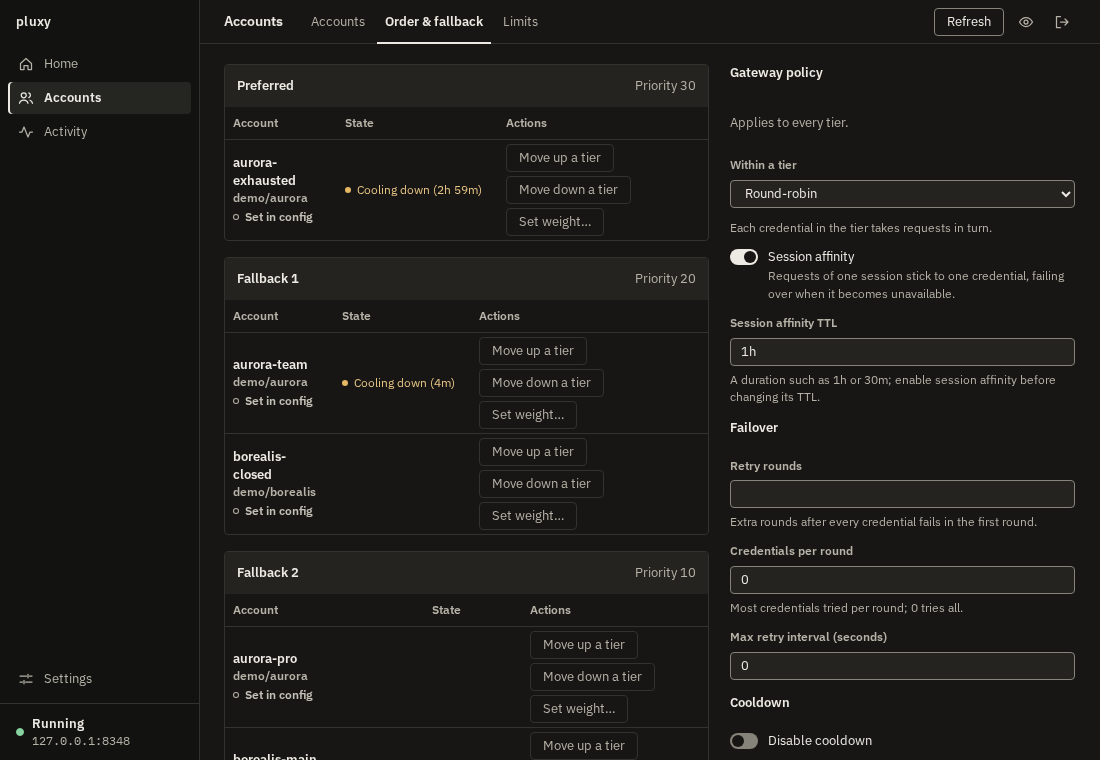 pluxy
Home
Accounts
Activity
Settings
Running
127.0.0.1:8348
Accounts
Accounts
Order & fallback
Limits
Refresh
Preferred
Priority 30
Account
State
Actions
aurora-
exhausted
demo/aurora
Set in config
Cooling down (2h 59m)
Move up a tier
Move down a tier
Set weight...
Fallback 1
Priority 20
Account
State
Actions
aurora-team
demo/aurora
Set in config
Cooling down (4m)
Move up a tier
Move down a tier
Set weight...
borealis-
closed
demo/borealis
Set in config
Move up a tier
Move down a tier
Set weight...
Fallback 2
Priority 10
Account
State
Actions
aurora-pro
demo/aurora
Set in config
Move up a tier
Move down a tier
Set weight...
borealis-main
Move up a tier
Gateway policy
Applies to every tier.
Within a tier
Round-robin
Each credential in the tier takes requests in turn.
Session affinity
Requests of one session stick to one credential, failing
over when it becomes unavailable.
Session affinity TTL
1h
A duration such as 1h or 30m; enable session affinity before
changing its TTL.
Failover
Retry rounds
Extra rounds after every credential fails in the first round.
Credentials per round
0
Most credentials tried per round; 0 tries all.
Max retry interval (seconds)
0
Cooldown
Disable cooldown